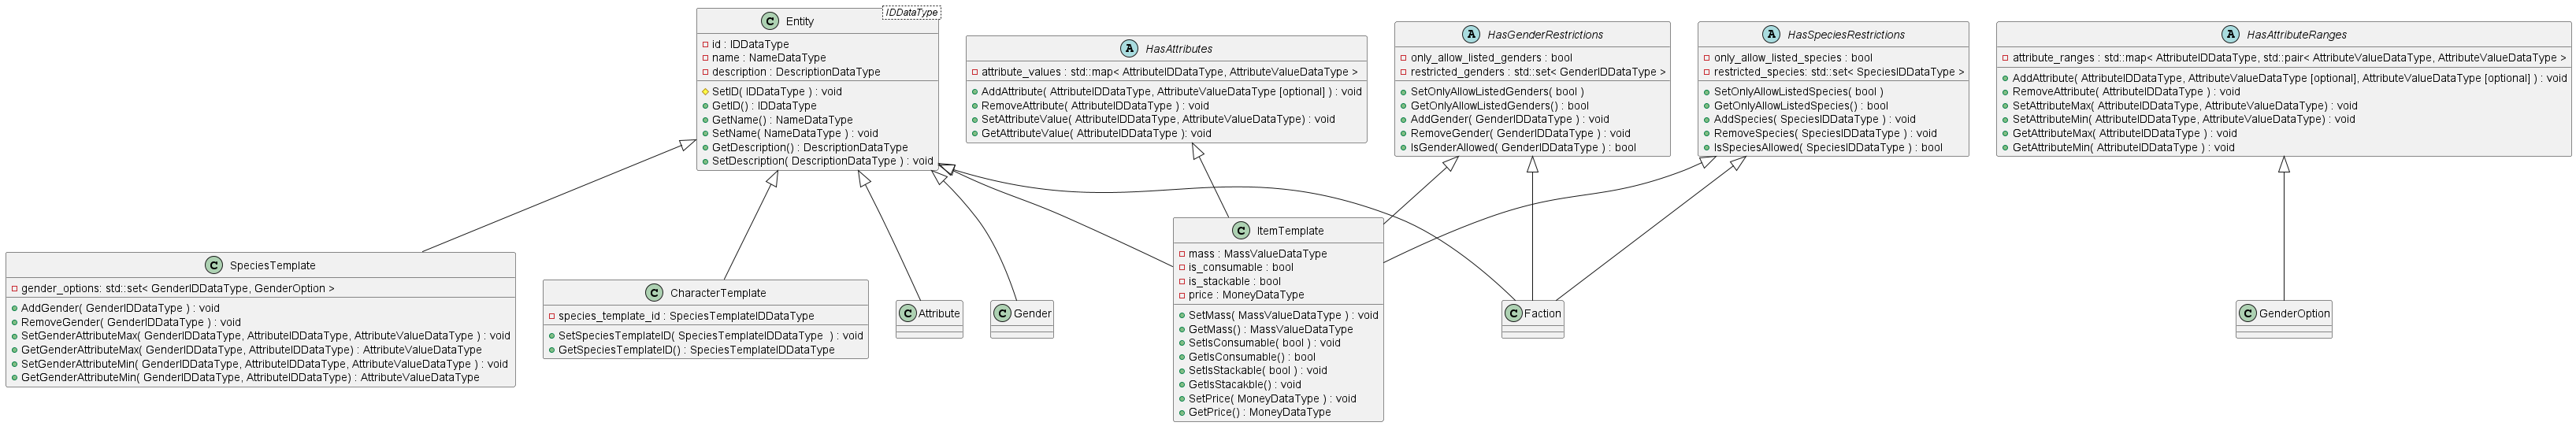 C Entity
IDDataType
id : IDDataType
name : NameDataType
description : DescriptionDataType
SetID( IDDataType ) : void
GetID() : IDDataType
GetName() : NameDataType
SetName( NameDataType ) : void
GetDescription() : DescriptionDataType
SetDescription( DescriptionDataType ) : void
A HasAttributes
attribute_values : std::map< AttributeIDDataType, AttributeValueDataType >
AddAttribute( AttributeIDDataType, AttributeValueDataType [optional] ) : void
RemoveAttribute( AttributeIDDataType ) : void
SetAttributeValue( AttributeIDDataType, AttributeValueDataType) : void
GetAttributeValue( AttributeIDDataType ): void
A HasGenderRestrictions
only_allow_listed_genders : bool
restricted_genders : std::set< GenderIDDataType >
SetOnlyAllowListedGenders( bool )
GetOnlyAllowListedGenders() : bool
AddGender( GenderIDDataType ) : void
RemoveGender( GenderIDDataType ) : void
IsGenderAllowed( GenderIDDataType ) : bool
A HasSpeciesRestrictions
only_allow_listed_species : bool
restricted_species: std::set< SpeciesIDDataType >
SetOnlyAllowListedSpecies( bool )
GetOnlyAllowListedSpecies() : bool
AddSpecies( SpeciesIDDataType ) : void
RemoveSpecies( SpeciesIDDataType ) : void
IsSpeciesAllowed( SpeciesIDDataType ) : bool
A HasAttributeRanges
attribute_ranges : std::map< AttributeIDDataType, std::pair< AttributeValueDataType, AttributeValueDataType >
AddAttribute( AttributeIDDataType, AttributeValueDataType [optional], AttributeValueDataType [optional] ) : void
RemoveAttribute( AttributeIDDataType ) : void
SetAttributeMax( AttributeIDDataType, AttributeValueDataType) : void
SetAttributeMin( AttributeIDDataType, AttributeValueDataType) : void
GetAttributeMax( AttributeIDDataType ) : void
GetAttributeMin( AttributeIDDataType ) : void
C SpeciesTemplate
gender_options: std::set< GenderIDDataType, GenderOption >
AddGender( GenderIDDataType ) : void
RemoveGender( GenderIDDataType ) : void
SetGenderAttributeMax( GenderIDDataType, AttributeIDDataType, AttributeValueDataType ) : void
GetGenderAttributeMax( GenderIDDataType, AttributeIDDataType) : AttributeValueDataType
SetGenderAttributeMin( GenderIDDataType, AttributeIDDataType, AttributeValueDataType ) : void
GetGenderAttributeMin( GenderIDDataType, AttributeIDDataType) : AttributeValueDataType
C CharacterTemplate
species_template_id : SpeciesTemplateIDDataType
SetSpeciesTemplateID( SpeciesTemplateIDDataType  ) : void
GetSpeciesTemplateID() : SpeciesTemplateIDDataType
C Attribute
C Gender
C ItemTemplate
mass : MassValueDataType
is_consumable : bool
is_stackable : bool
price : MoneyDataType
SetMass( MassValueDataType ) : void
GetMass() : MassValueDataType
SetIsConsumable( bool ) : void
GetIsConsumable() : bool
SetIsStackable( bool ) : void
GetIsStacakble() : void
SetPrice( MoneyDataType ) : void
GetPrice() : MoneyDataType
C Faction
C GenderOption